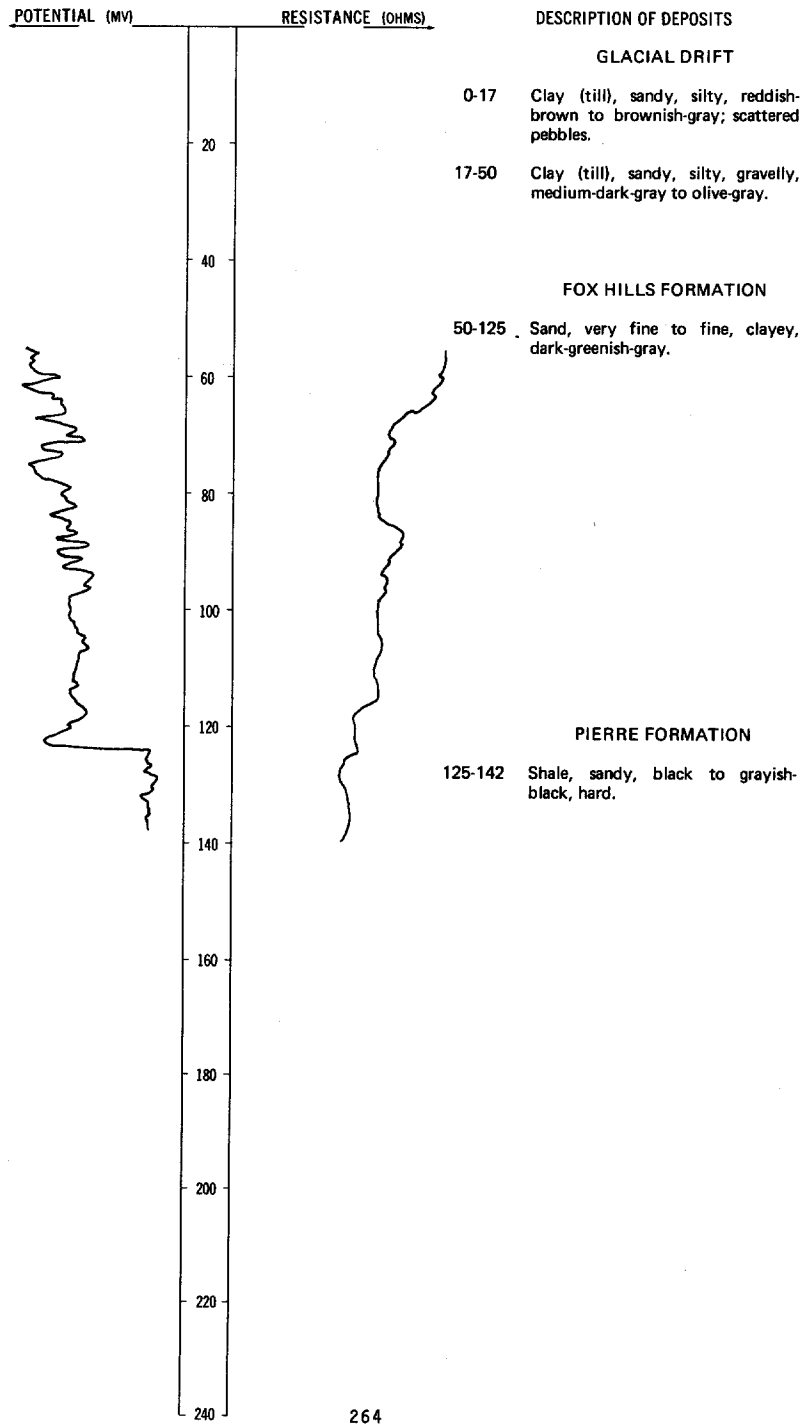 POTENTIAL (MV) RESISTANCE (OHMS) DESCRIPTION OF DEPOSITS
GLACIAL DRIFT
0-17 Clay (till), sandy, silty, reddish-
brown to brownish-gray; scattered
pebbles.
20
17-50 Clay (till), sandy, silty, gravelly,
medium-dark-gray to olive-gray.
40
FOX HILLS FORMATION
50-125 Sand, very fine to fine, clayey,
dark-greenish-gray.
60
80
100
120
PIERRE FORMATION
125-142 Shale, sandy, black to grayish-
black, hard.
140
160
180
200
220
240
264